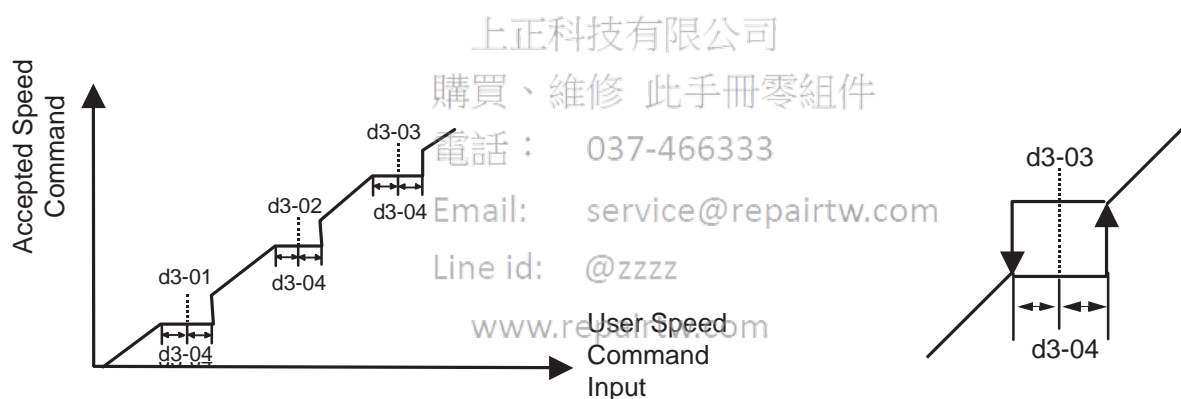 上正科技有限公司
購買、維修 此手冊零組件
電話： 037-466333
Email: service@repairtw.com
Line id: @zzzz
www.repairtw.com
Accepted Speed
Command
d3-03
d3-04
d3-02
d3-04
d3-01
d3-04
User Speed
Command
Input
d3-03
d3-04